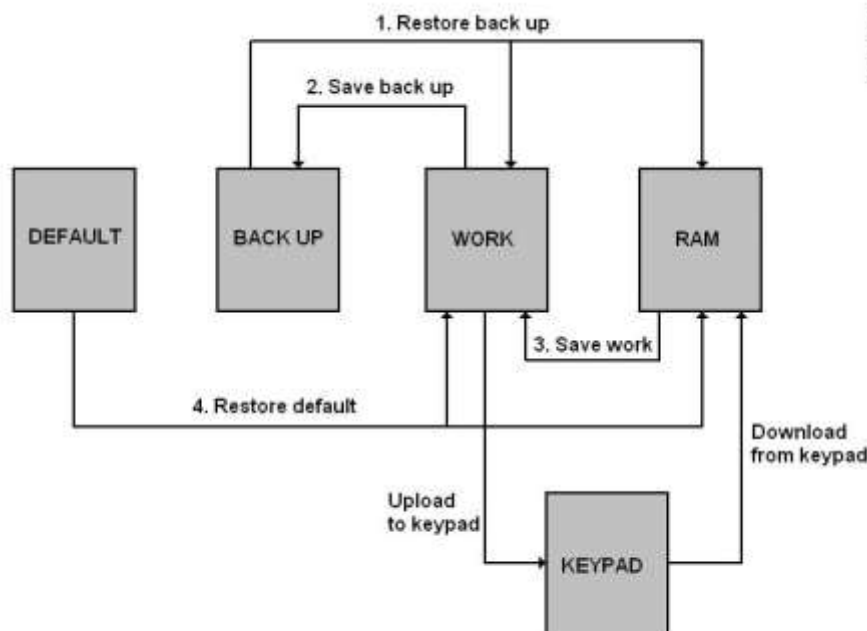 1. Restore back up
2. Save back up
DEFAULT
BACK UP
WORK
RAM
3. Save work
4. Restore default
Download
from keypad
Upload
to keypad
KEYPAD